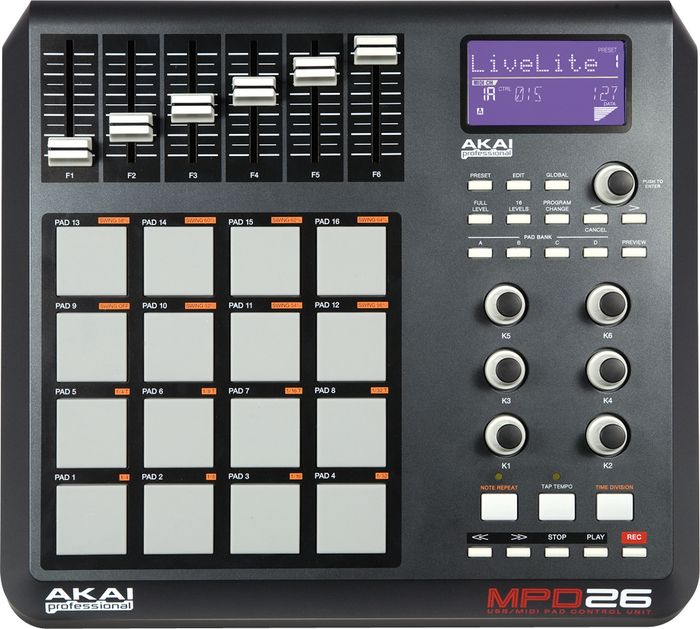 PRESET
LiveLite 1
MIDI CH
1A CTRL 015 127
A DATA
AKAI
professional
F1 F2 F3 F4 F5 F6
PRESET EDIT GLOBAL
PUSH TO
ENTER
FULL
LEVEL
16
LEVELS
PROGRAM
CHANGE
< >
CANCEL
PAD BANK
A B C D PREVIEW
PAD 13 PAD 14 PAD 15 PAD 16
PAD 9 SWING OFF PAD 10 PAD 11 PAD 12
PAD 5 PAD 6 PAD 7 PAD 8
PAD 1 PAD 2 PAD 3 PAD 4
K5 K6
K3 K4
K1 K2
NOTE REPEAT TAP TEMPO TIME DIVISION
<< >> STOP PLAY REC
AKAI
professional
MPD26
USB/MIDI PAD CONTROL UNIT